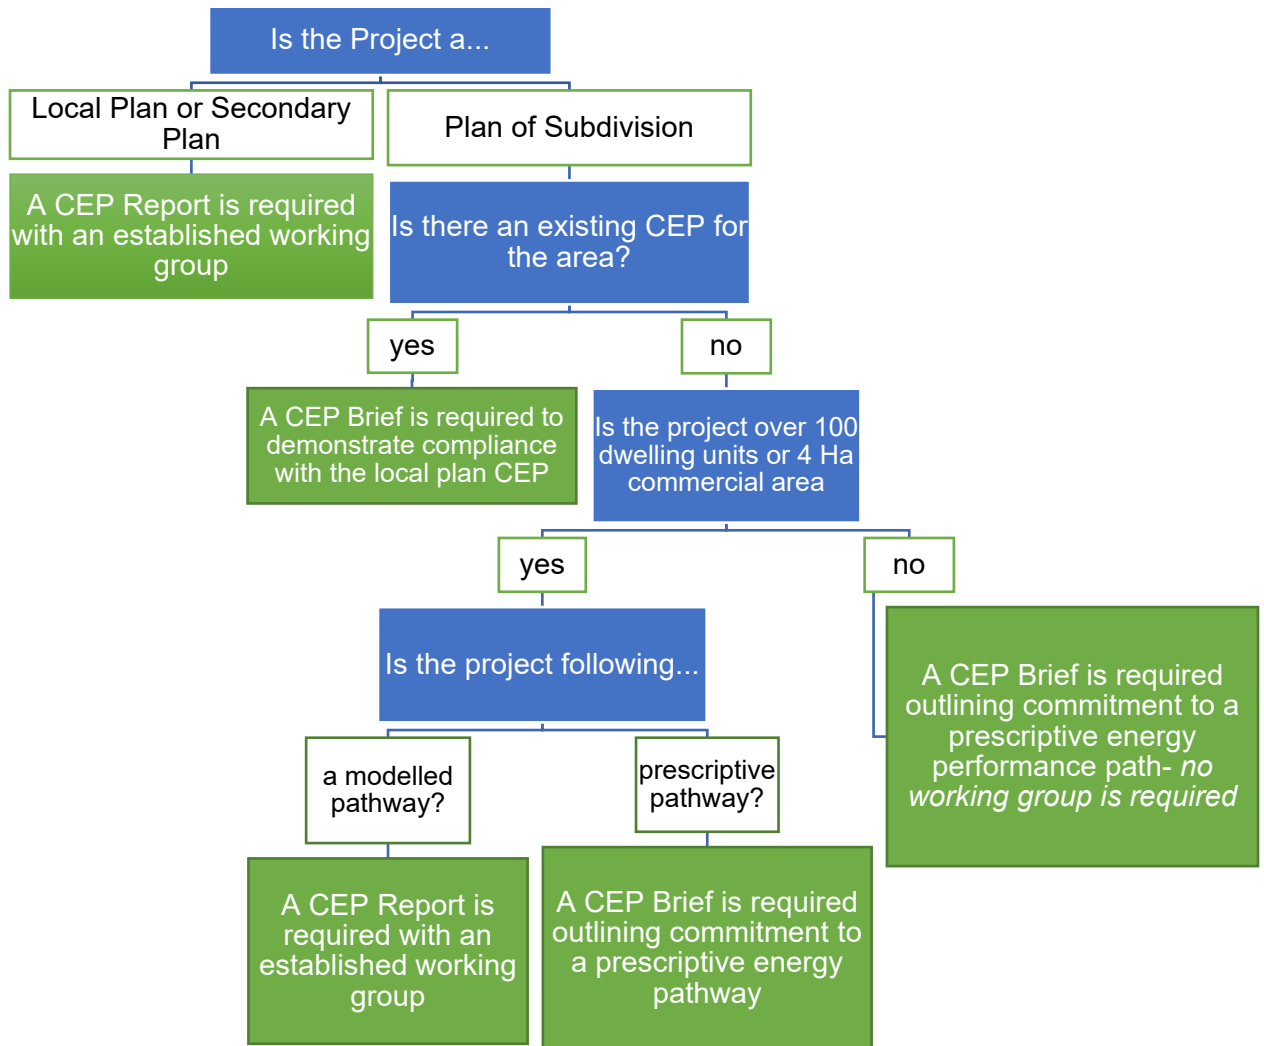 Is the Project a...
Local Plan or Secondary
Plan
Plan of Subdivision
A CEP Report is required
with an established working
group
Is there an existing CEP for
the area?
yes
no
A CEP Brief is required to
demonstrate compliance
with the local plan CEP
Is the project over 100
dwelling units or 4 Ha
commercial area
yes
no
Is the project following...
A CEP Brief is required
outlining commitment to a
prescriptive energy
performance path- no
working group is required
a modelled
pathway?
prescriptive
pathway?
A CEP Report is
required with an
established working
group
A CEP Brief is required
outlining commitment to
a prescriptive energy
pathway